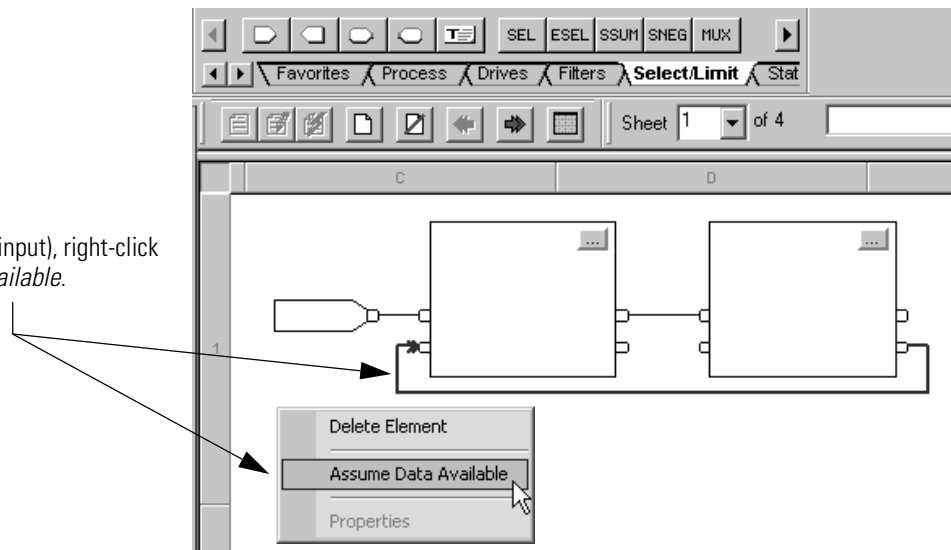 SEL ESEL SSUM SNEG MUX
Favorites Process Drives Filters Select/Limit Stat
Sheet 1 of 4
C D
input), right-click
ailable.
1
...
...
Delete Element
Assume Data Available
Properties